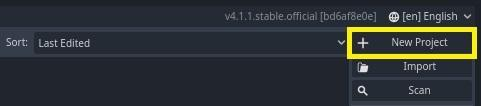 v4.1.1.stable.official [bd6af8e0e] [en] English
Sort: Last Edited
New Project
Import
Scan